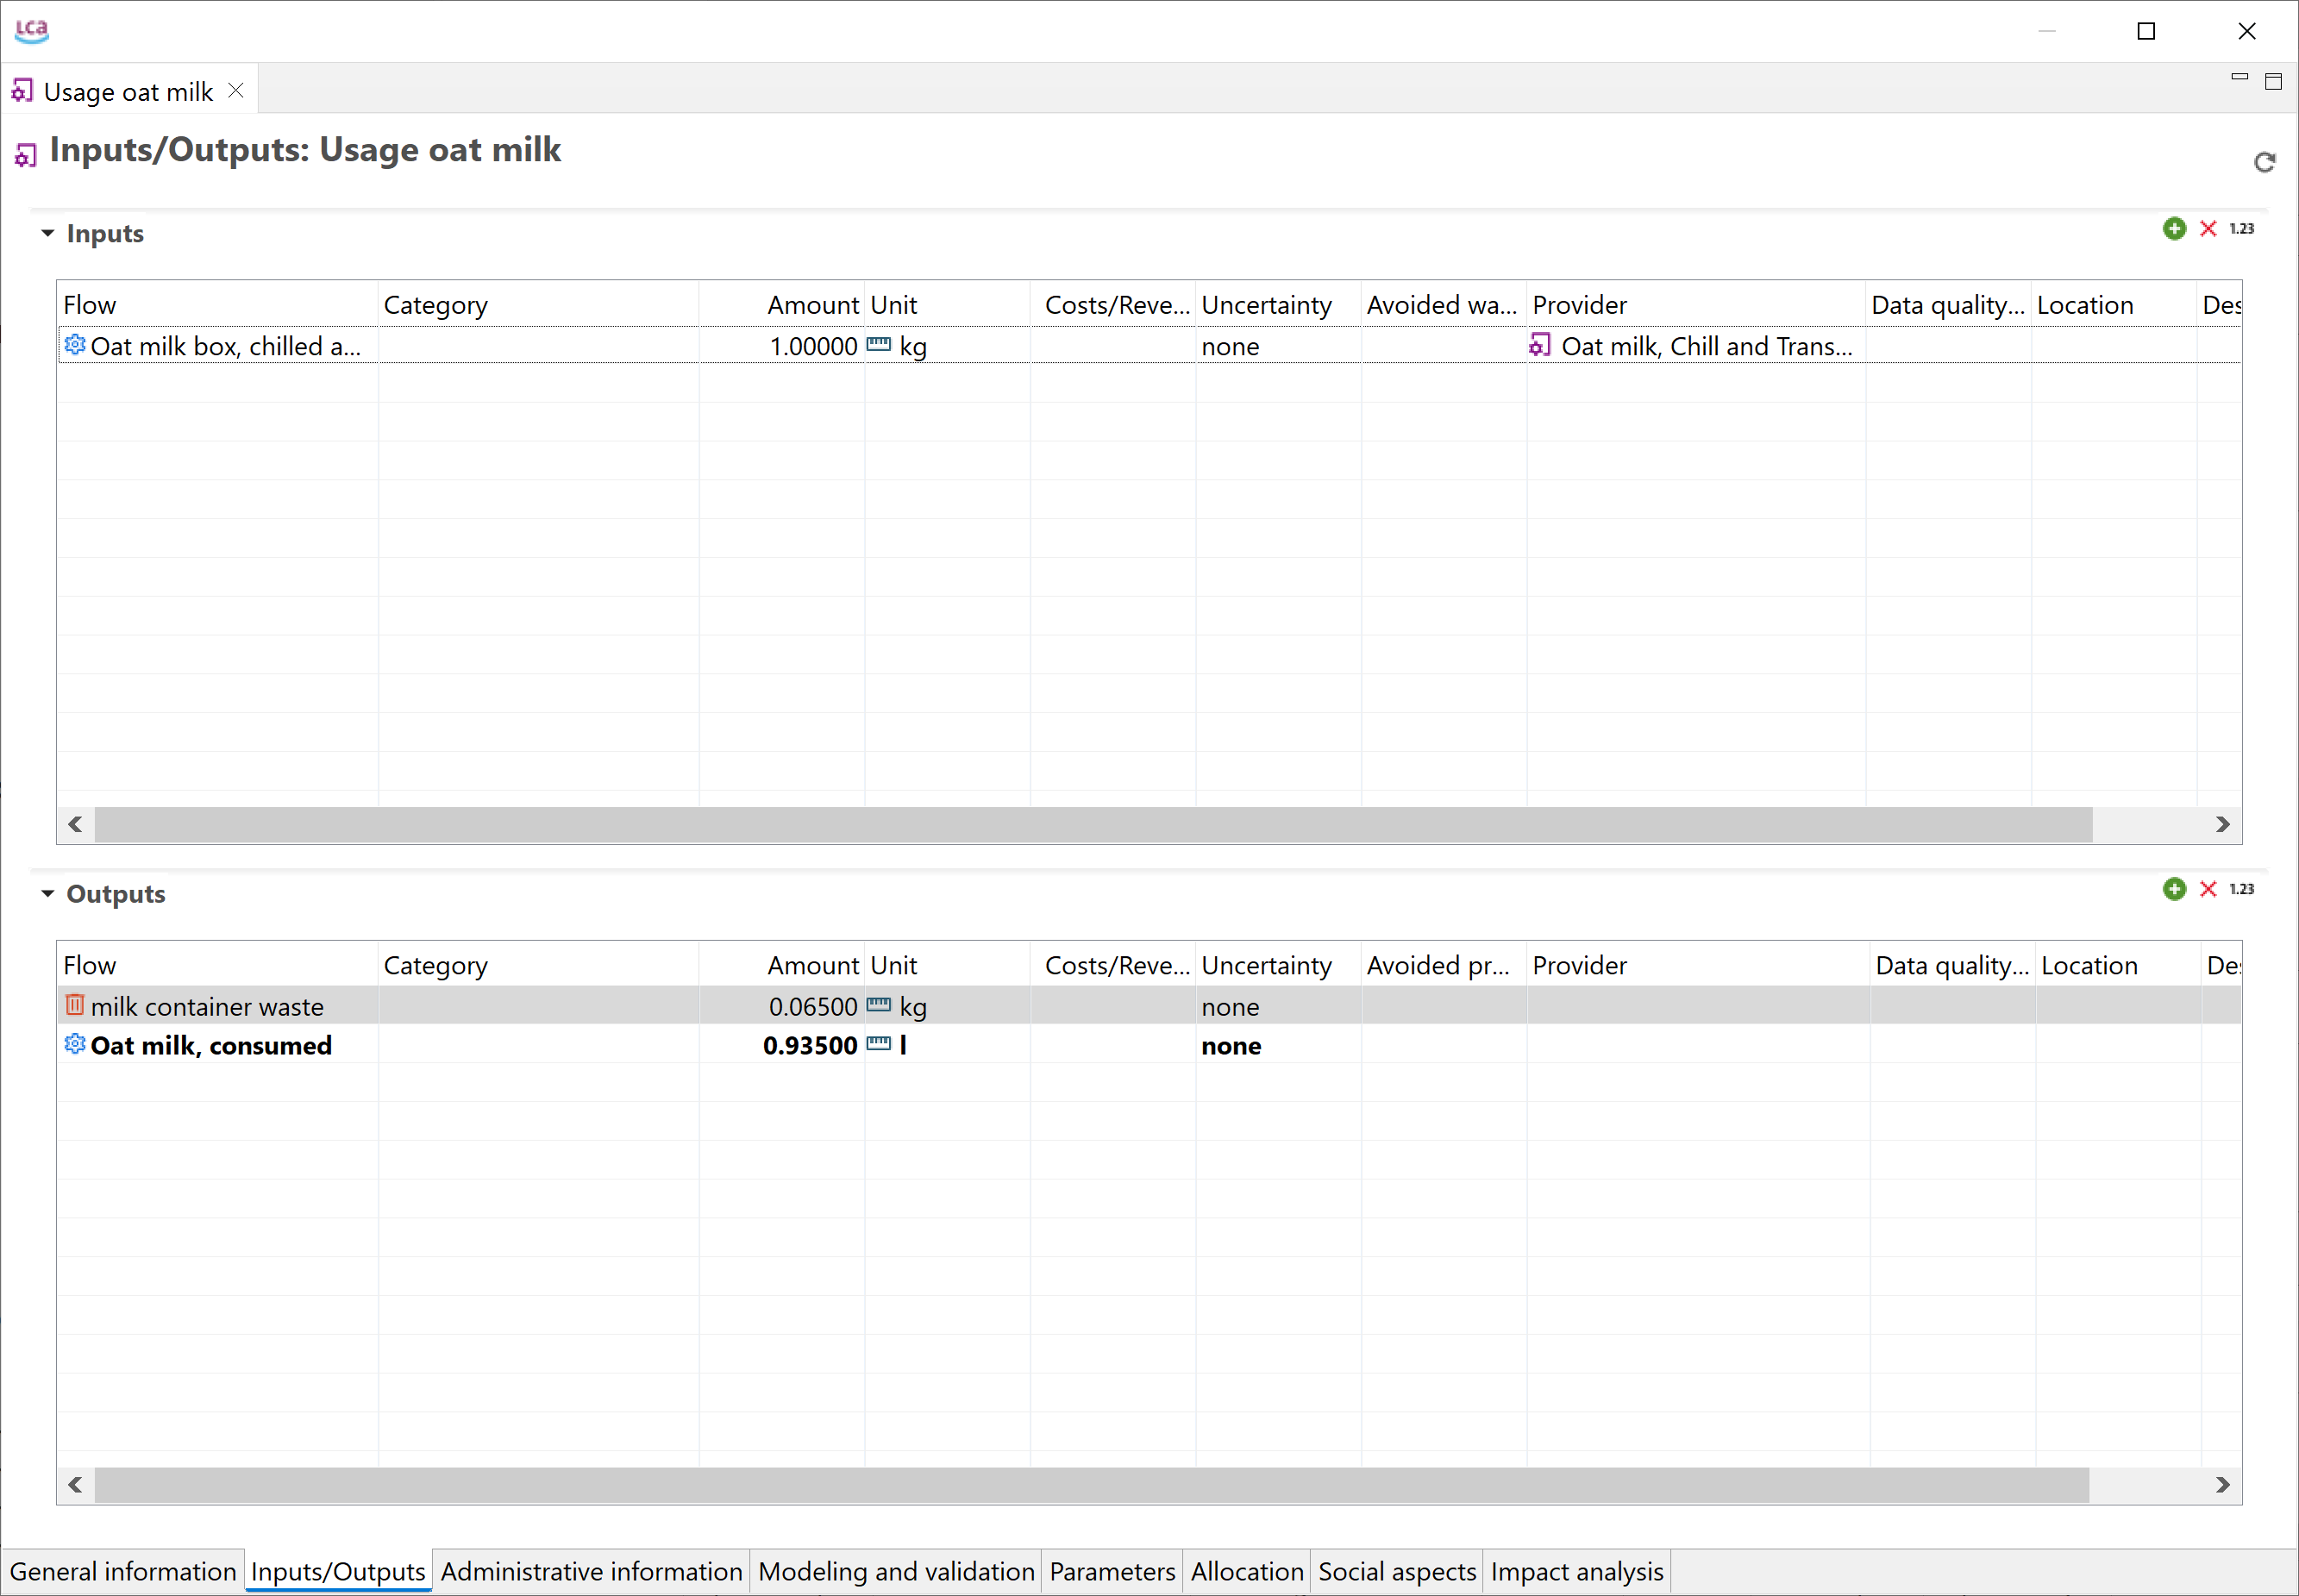 LCA
Usage oat milk
Inputs/Outputs: Usage oat milk
Inputs
1.23
Flow Category Amount Unit Costs/Reve... Uncertainty Avoided wa... Provider Data quality... Location Des
Oat milk box, chilled a... 1.00000 kg none Oat milk, Chill and Trans...
Outputs
1.23
Flow Category Amount Unit Costs/Reve... Uncertainty Avoided pr... Provider Data quality... Location Des
milk container waste 0.06500 kg none
Oat milk, consumed 0.93500 l none
General information Inputs/Outputs Administrative information Modeling and validation Parameters Allocation Social aspects Impact analysis